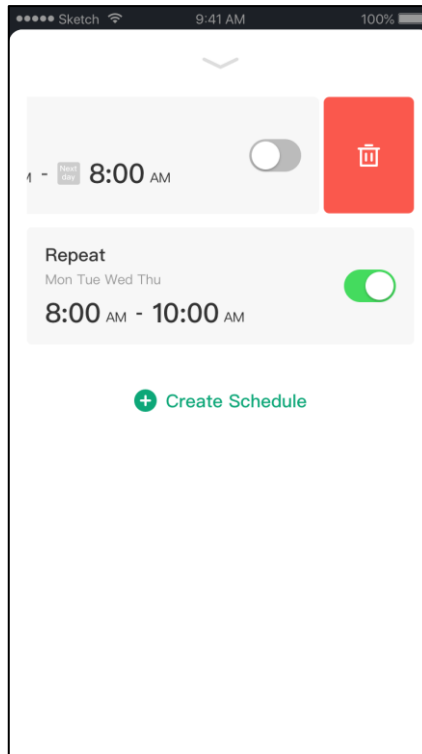 Sketch 9:41 AM 100%
- Next day 8:00 AM
Repeat
Mon Tue Wed Thu
8:00 AM - 10:00 AM
Create Schedule